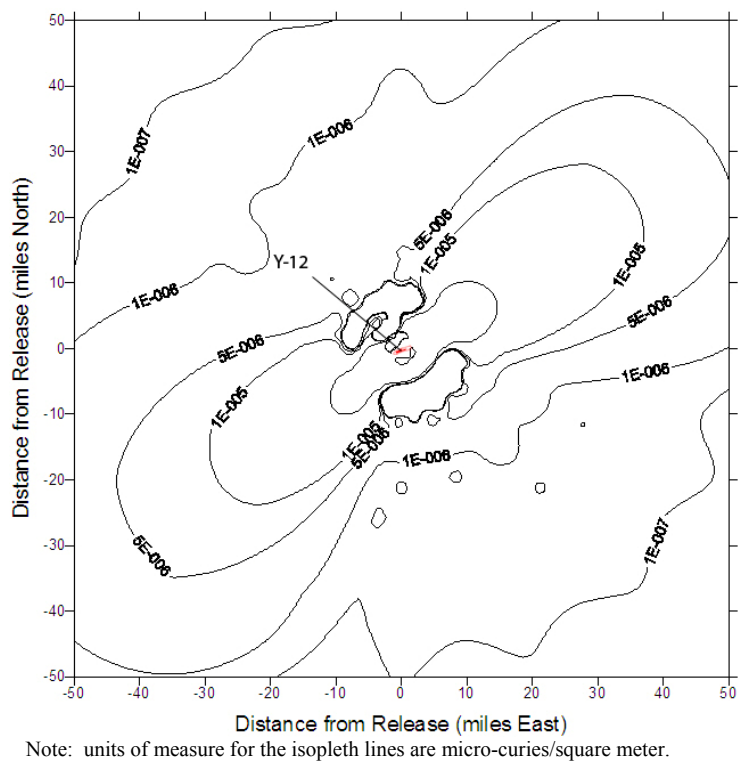 50
40
30
20
10
0
-10
-20
-30
-40
-50
Distance from Release (miles North)
1E-007
1E-006
5E-006
1E-005
Y-12
1E-006
5E-006
1E-005
5E-006
1E-006
1E-005
1E-005
5E-006
1E-006
1E-007
5E-006
-50 -40 -30 -20 -10 0 10 20 30 40 50
Distance from Release (miles East)
Note: units of measure for the isopleth lines are micro-curies/square meter.